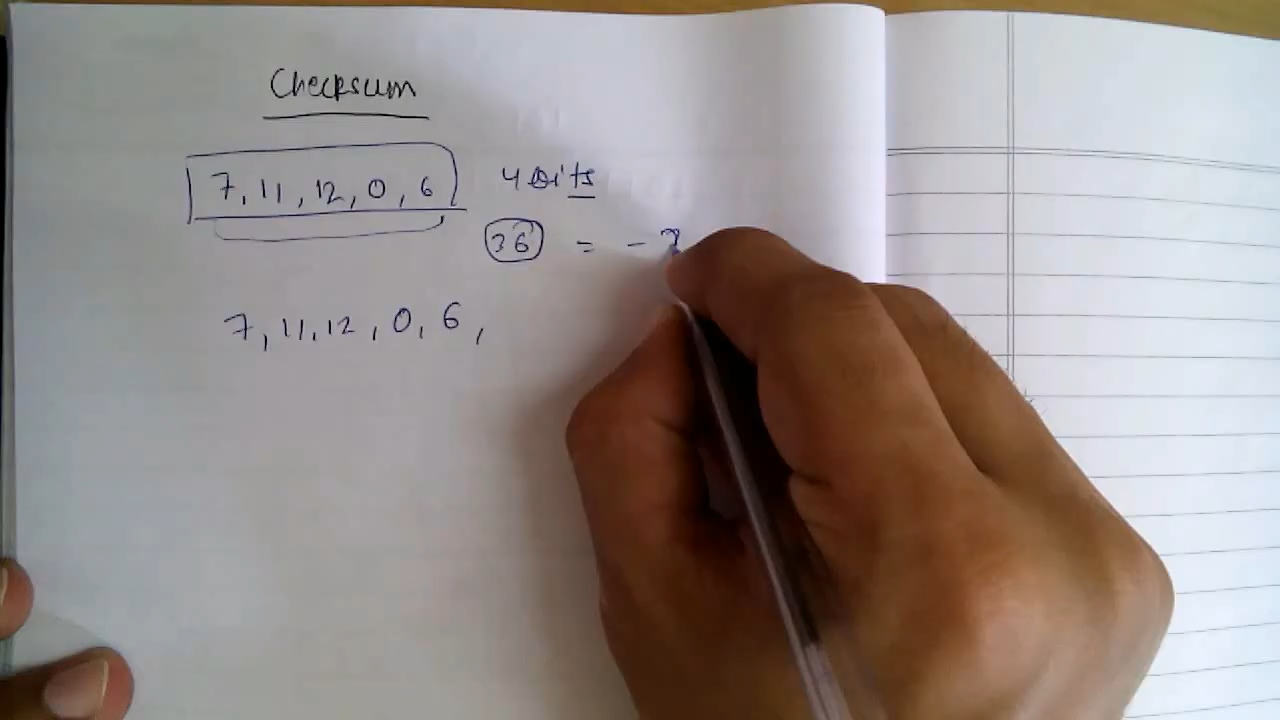 Checksum
7, 11, 12, 0, 6 4 bits
36 = -
7, 11, 12, 0, 6,